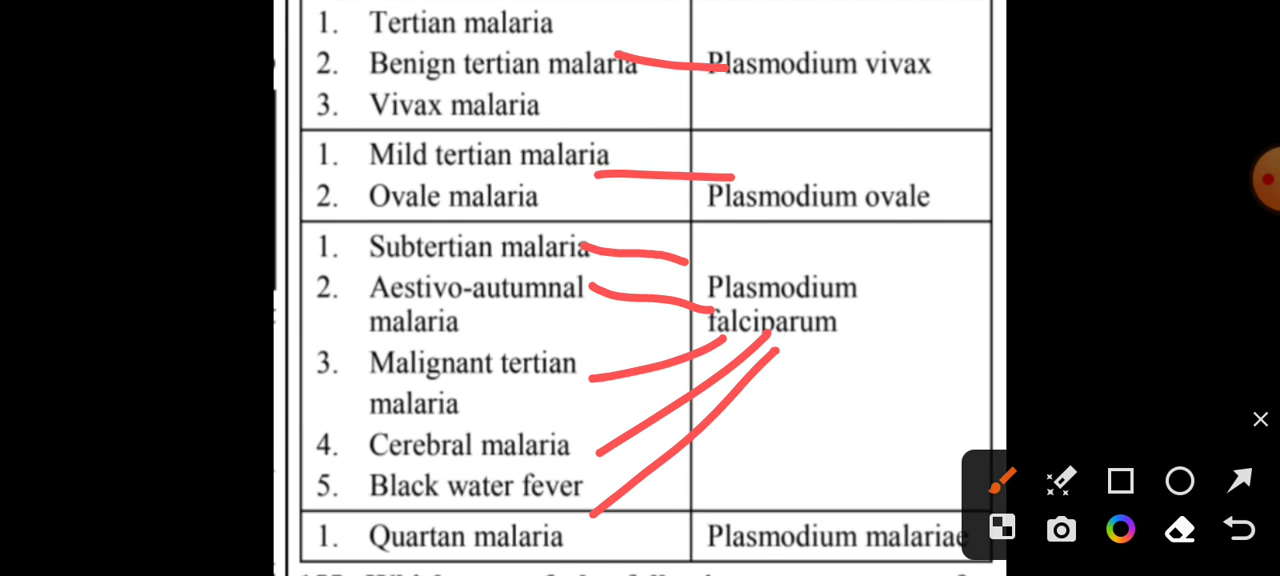 1. Tertian malaria
2. Benign tertian malaria Plasmodium vivax
3. Vivax malaria
1. Mild tertian malaria
2. Ovale malaria Plasmodium ovale
1. Subtertian malaria
2. Aestivo-autumnal Plasmodium
malaria falciparum
3. Malignant tertian
malaria
4. Cerebral malaria
5. Black water fever
1. Quartan malaria Plasmodium malariae